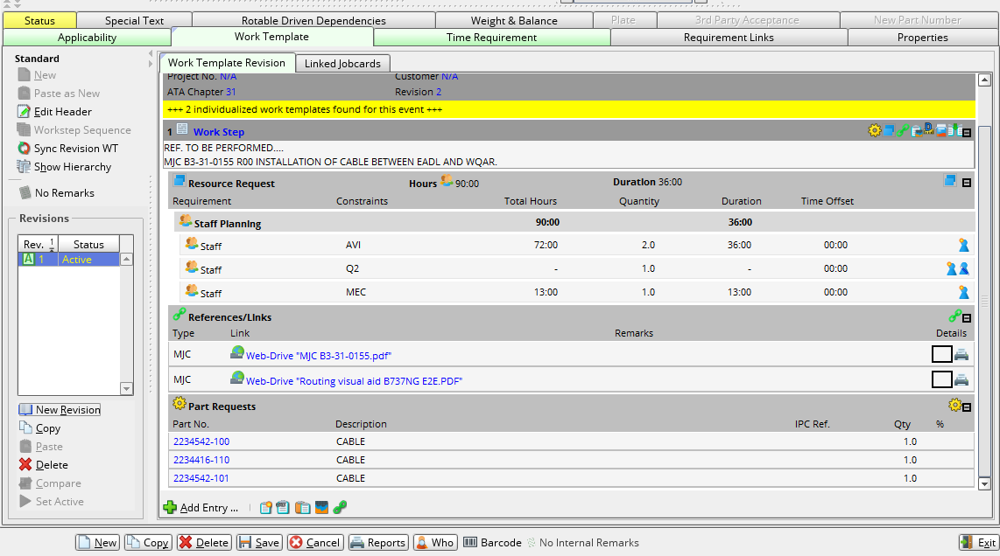 Status Special Text Rotable Driven Dependencies Weight & Balance Plate 3rd Party Acceptance New Part Number
Applicability Work Template Time Requirement Requirement Links Properties
Standard
New
Paste as New
Edit Header
Workstep Sequence
Sync Revision WT
Show Hierarchy
No Remarks
Revisions
Rev. 1 Status
A 1 Active
New Revision
Copy
Paste
Delete
Compare
Set Active
Work Template Revision Linked Jobcards
Project No. N/A Customer N/A
ATA Chapter 31 Revision 2
+++ 2 individualized work templates found for this event +++
1 Work Step
REF. TO BE PERFORMED....
MJC B3-31-0155 R00 INSTALLATION OF CABLE BETWEEN EADL AND WQAR.
Resource Request Hours 90:00 Duration 36:00
Requirement Constraints Total Hours Quantity Duration Time Offset
Staff Planning 90:00 36:00
Staff AVI 72:00 2.0 36:00 00:00
Staff Q2 - 1.0 - 00:00
Staff MEC 13:00 1.0 13:00 00:00
References/Links
Type Link Remarks Details
MJC Web-Drive "MJC B3-31-0155.pdf"
MJC Web-Drive "Routing visual aid B737NG E2E.PDF"
Part Requests
Part No. Description IPC Ref. Qty %
2234542-100 CABLE 1.0
2234416-110 CABLE 1.0
2234542-101 CABLE 1.0
Add Entry ...
New Copy Delete Save Cancel Reports Who Barcode No Internal Remarks Exit